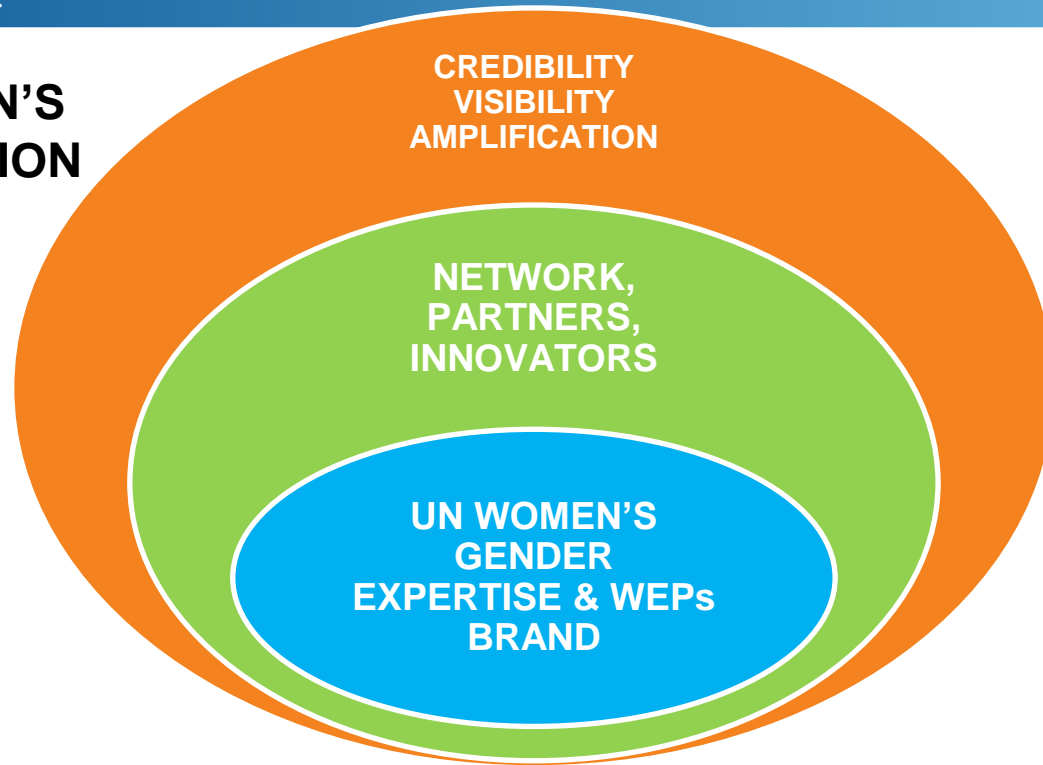 N'S
ION
CREDIBILITY
VISIBILITY
AMPLIFICATION
NETWORK,
PARTNERS,
INNOVATORS
UN WOMEN'S
GENDER
EXPERTISE & WEPs
BRAND